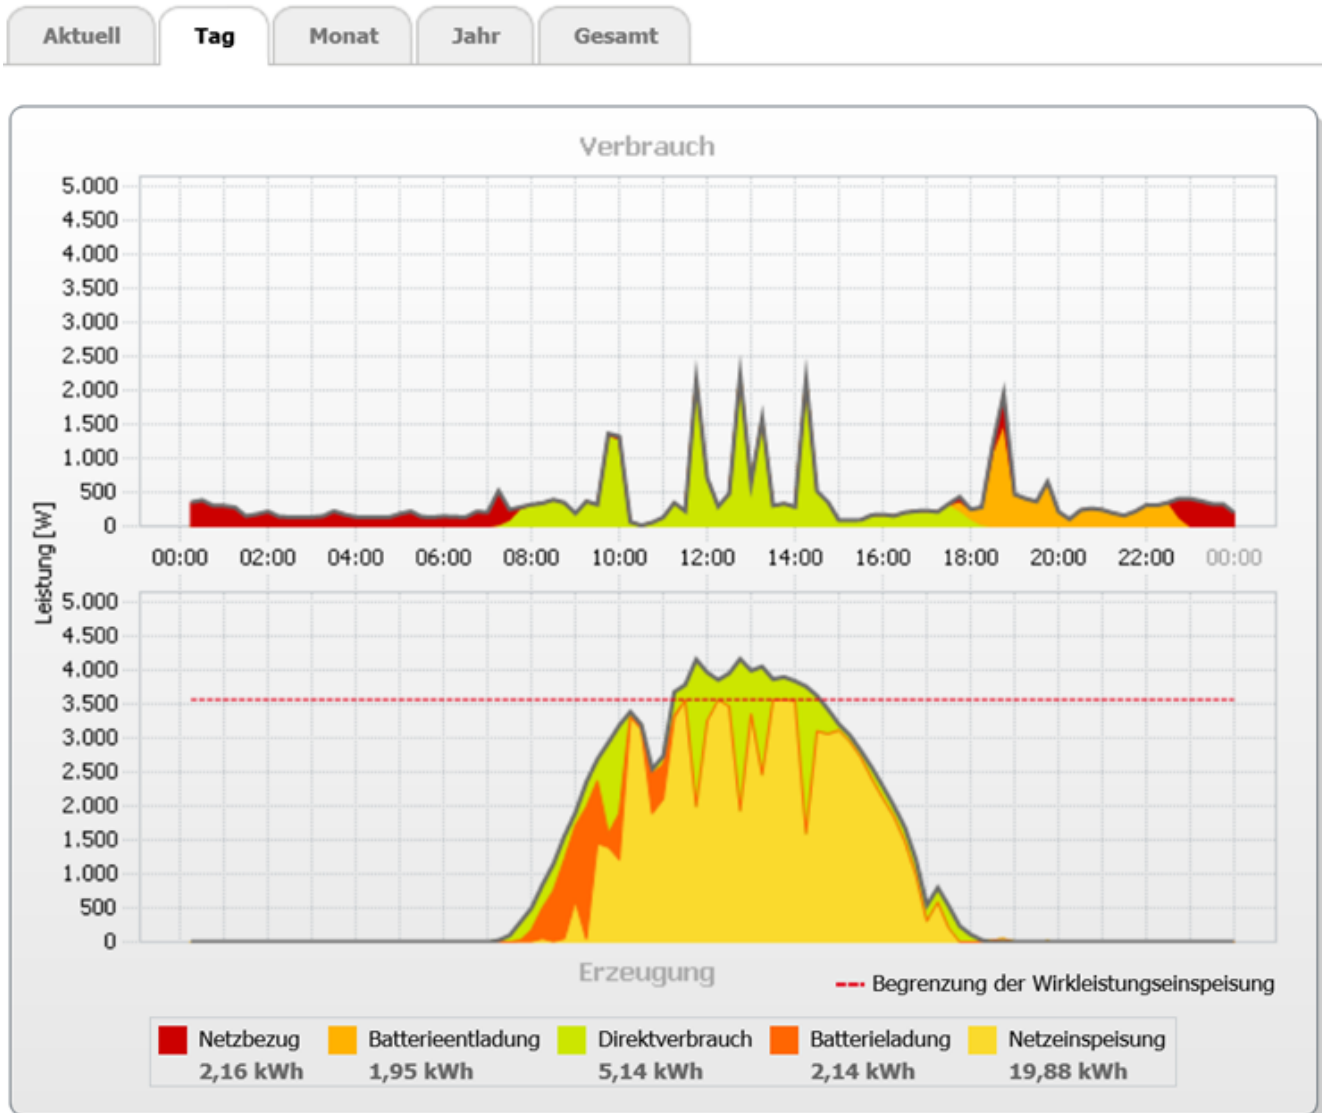 Aktuell Tag Monat Jahr Gesamt
Verbrauch
5.000
4.500
4.000
3.500
3.000
2.500
2.000
1.500
1.000
500
0
00:00 02:00 04:00 06:00 08:00 10:00 12:00 14:00 16:00 18:00 20:00 22:00 00:00
Leistung [W]
5.000
4.500
4.000
3.500
3.000
2.500
2.000
1.500
1.000
500
0
Erzeugung
Begrenzung der Wirkleistungseinspeisung
Netzbezug Batterieentladung Direktverbrauch Batterieladung Netzeinspeisung
2,16 kWh 1,95 kWh 5,14 kWh 2,14 kWh 19,88 kWh